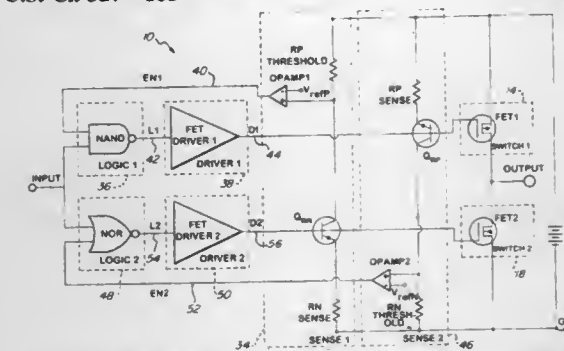 10
EN1
40
RP
THRESHOLD
OPAMP1
VrefP
RP
SENSE
14
FET1
SWITCH 1
NAND
L1
42
LOGIC 1
36
FET
DRIVER 1
D1
44
DRIVER 1
38
INPUT
OUTPUT
NOR
L2
54
LOGIC 2
48
FET
DRIVER 2
D2
56
DRIVER 2
50
FET2
SWITCH 2
18
OPAMP2
VrefN
EN2
52
RN
SENSE
RN
THRESH-
OLD
34
SENSE 1
SENSE 2
46